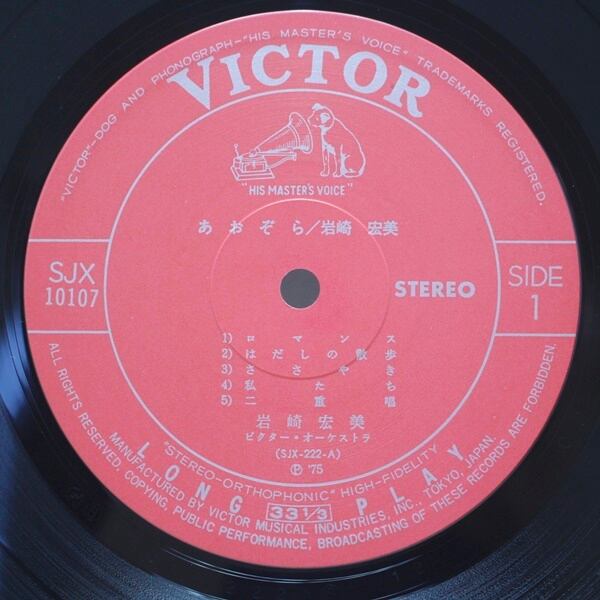 "VICTOR"–DOG AND PHONOGRAPH–"HIS MASTER'S VOICE" TRADEMARKS REGISTERED.
VICTOR
"HIS MASTER'S VOICE"
あおぞら/岩崎 宏美
SJX
10107
STEREO
SIDE
1
1) ロマンス
2) はだしの散歩
3) ささやき
4) 私たち
5) 二重唱
岩崎宏美
ビクター・オーケストラ
(SJX-222-A)
Ⓟ '75
"STEREO-ORTHOPHONIC" HIGH-FIDELITY
LONG 33 1/3 PLAY
MANUFACTURED BY VICTOR MUSICAL INDUSTRIES, INC., TOKYO, JAPAN.
ALL RIGHTS RESERVED. COPYING, PUBLIC PERFORMANCE, BROADCASTING OF THESE RECORDS ARE FORBIDDEN.